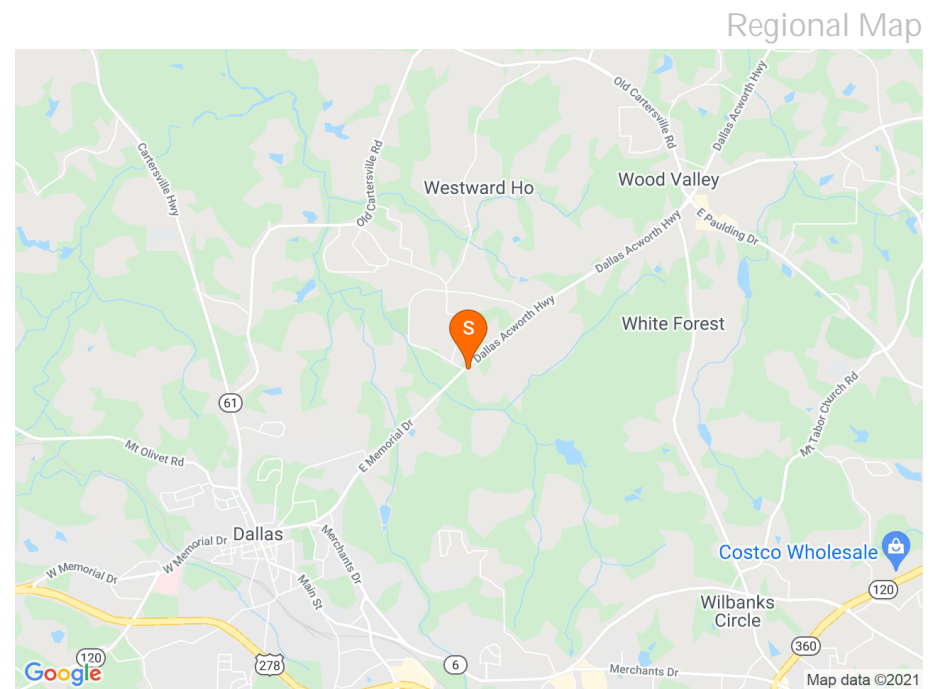 Regional Map
Old Cartersville Rd
Dallas Acworth Hwy
Cartersville Hwy
Old Cartersville Rd
Westward Ho
Wood Valley
E Paulding Dr
Dallas Acworth Hwy
S
Dallas Acworth Hwy
White Forest
61
Mt Tabor Church Rd
E Memorial Dr
Mt Olivet Rd
Dallas
W Memorial Dr
Merchants Dr
Costco Wholesale
W Memorial Dr
Main St
120
Wilbanks
Circle
360
120
278
6
Merchants Dr
Google
Map data ©2021